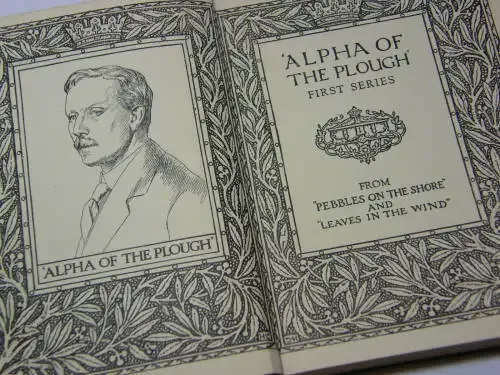 "ALPHA OF THE PLOUGH"
'ALPHA OF
THE PLOUGH'
FIRST SERIES
FROM
"PEBBLES ON THE SHORE"
AND
"LEAVES IN THE WIND"